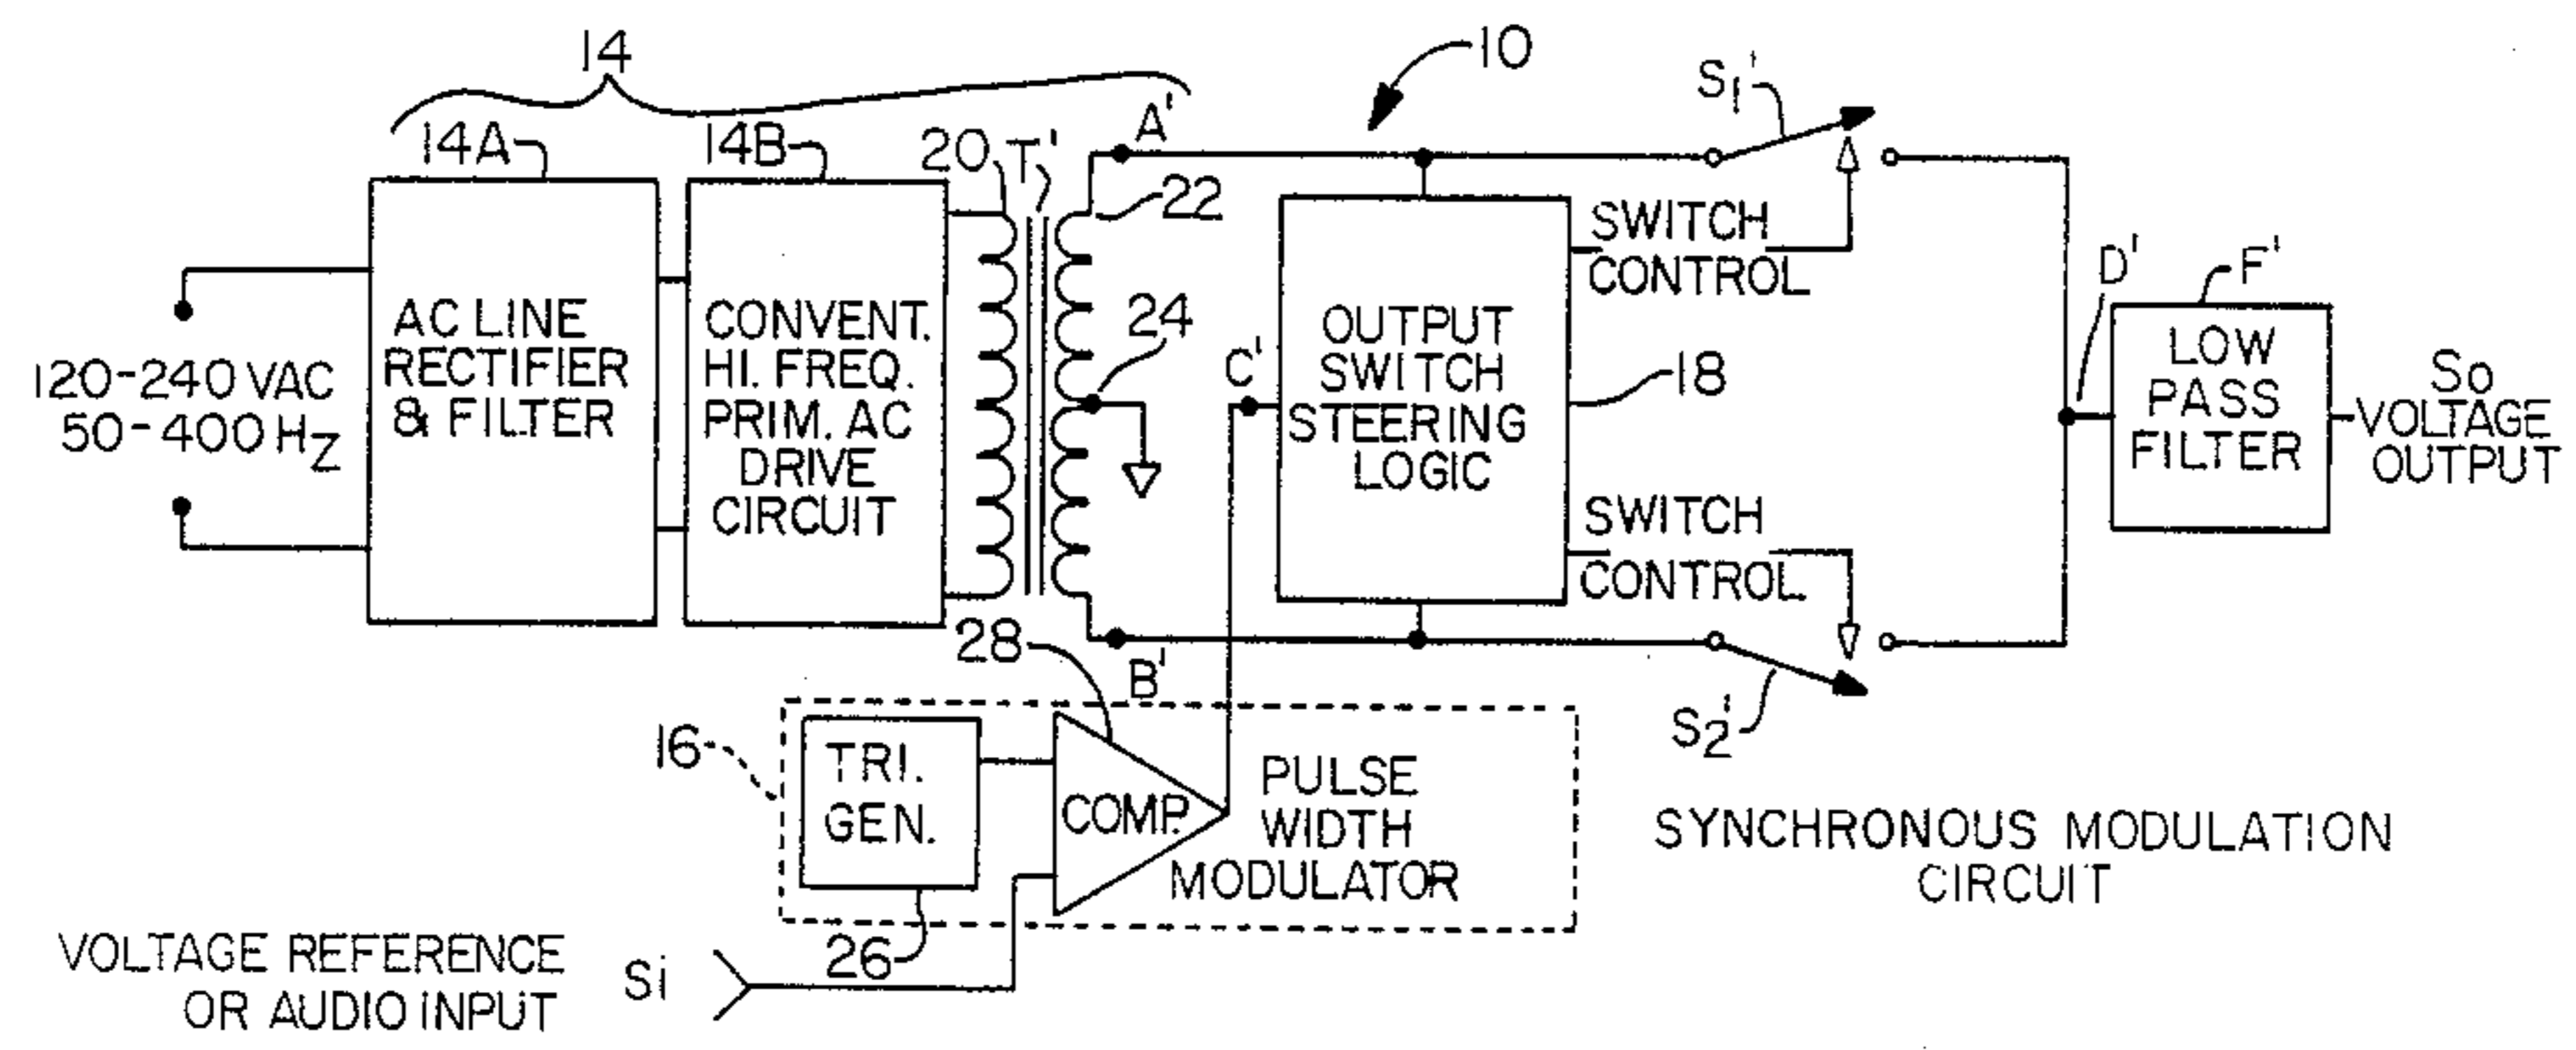 14
10
S1'
14A
14B
20
T'
A'
22
120-240 VAC
50-400 Hz
AC LINE
RECTIFIER
& FILTER
CONVENT.
HI. FREQ.
PRIM. AC
DRIVE
CIRCUIT
24
C'
OUTPUT
SWITCH
STEERING
LOGIC
SWITCH
CONTROL
18
SWITCH
CONTROL
D'
F'
LOW
PASS
FILTER
So
VOLTAGE
OUTPUT
28
B'
S2'
16
TRI.
GEN.
COMP.
PULSE
WIDTH
MODULATOR
26
SYNCHRONOUS MODULATION
CIRCUIT
VOLTAGE REFERENCE
OR AUDIO INPUT
Si